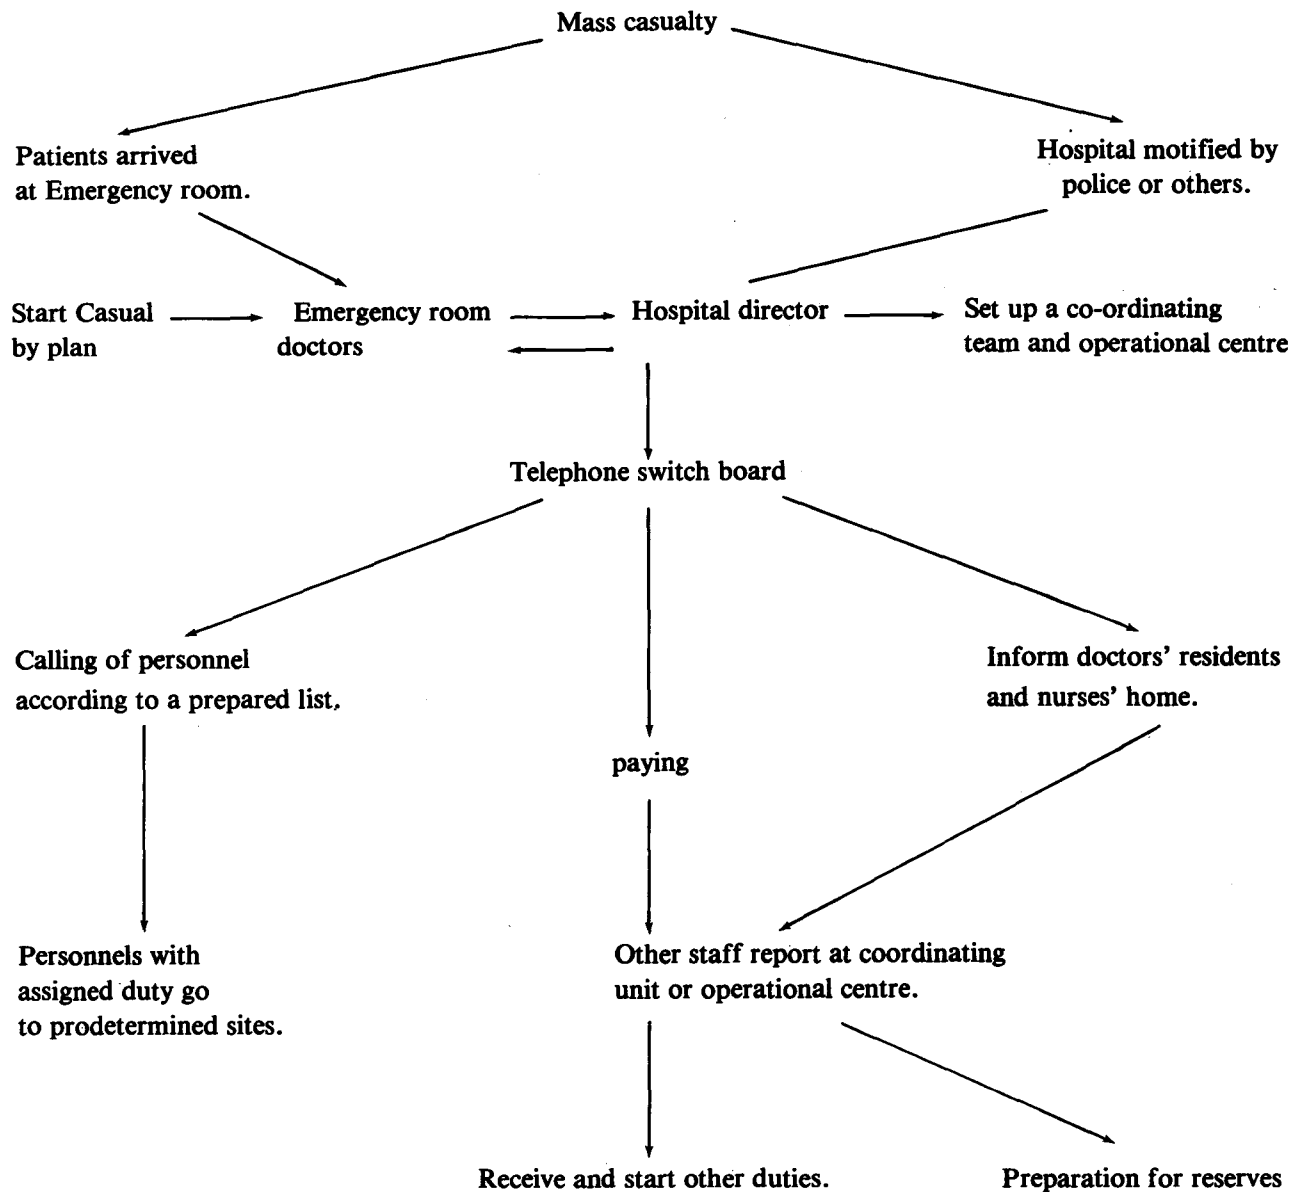 Mass casualty
Patients arrived
at Emergency room.
Hospital motified by
police or others.
Start Casual
by plan
Emergency room
doctors
Hospital director
Set up a co-ordinating
team and operational centre
Telephone switch board
Calling of personnel
according to a prepared list.
Inform doctors' residents
and nurses' home.
paying
Personnels with
assigned duty go
to prodetermined sites.
Other staff report at coordinating
unit or operational centre.
Receive and start other duties.
Preparation for reserves